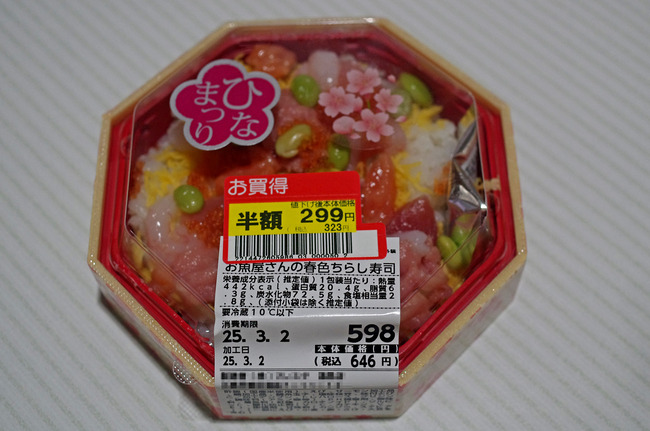 ひな
まつり
お買得
値下げ後本体価格
半額 299円
(税込 323円)
お魚屋さんの春色ちらし寿司
栄養成分表示(推定値)1包装当たり:熱量
442kcal、蛋白質20.4g、脂質6
.3g、炭水化物72.5g、食塩相当量2
.8g、(添付小袋は除く推定値)
要冷蔵10℃以下
消費期限
25.3.2
598
加工日
本体価格(円)
25.3.2
(税込 646円)